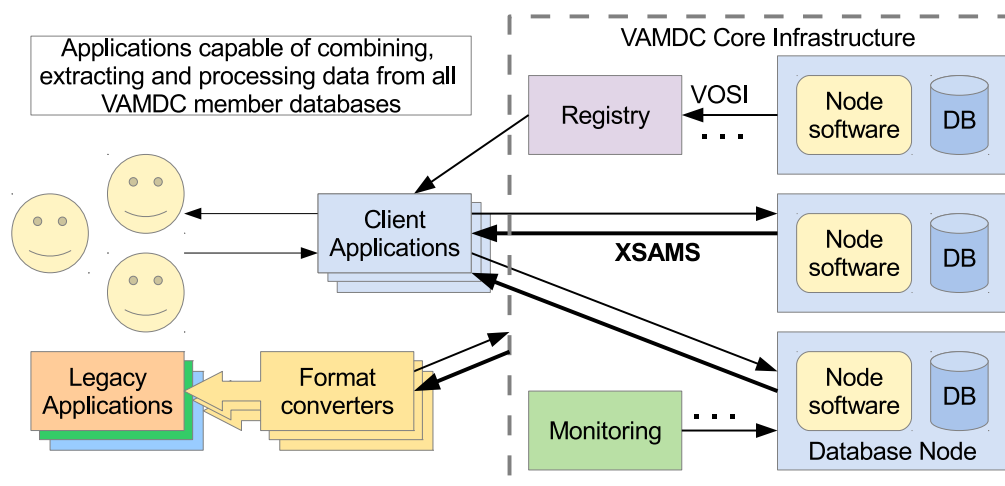 Applications capable of combining,
extracting and processing data from all
VAMDC member databases
VAMDC Core Infrastructure
Registry
VOSI
. . .
Node
software
DB
Client
Applications
XSAMS
Node
software
DB
Legacy
Applications
Format
converters
Monitoring
. . .
Node
software
DB
Database Node